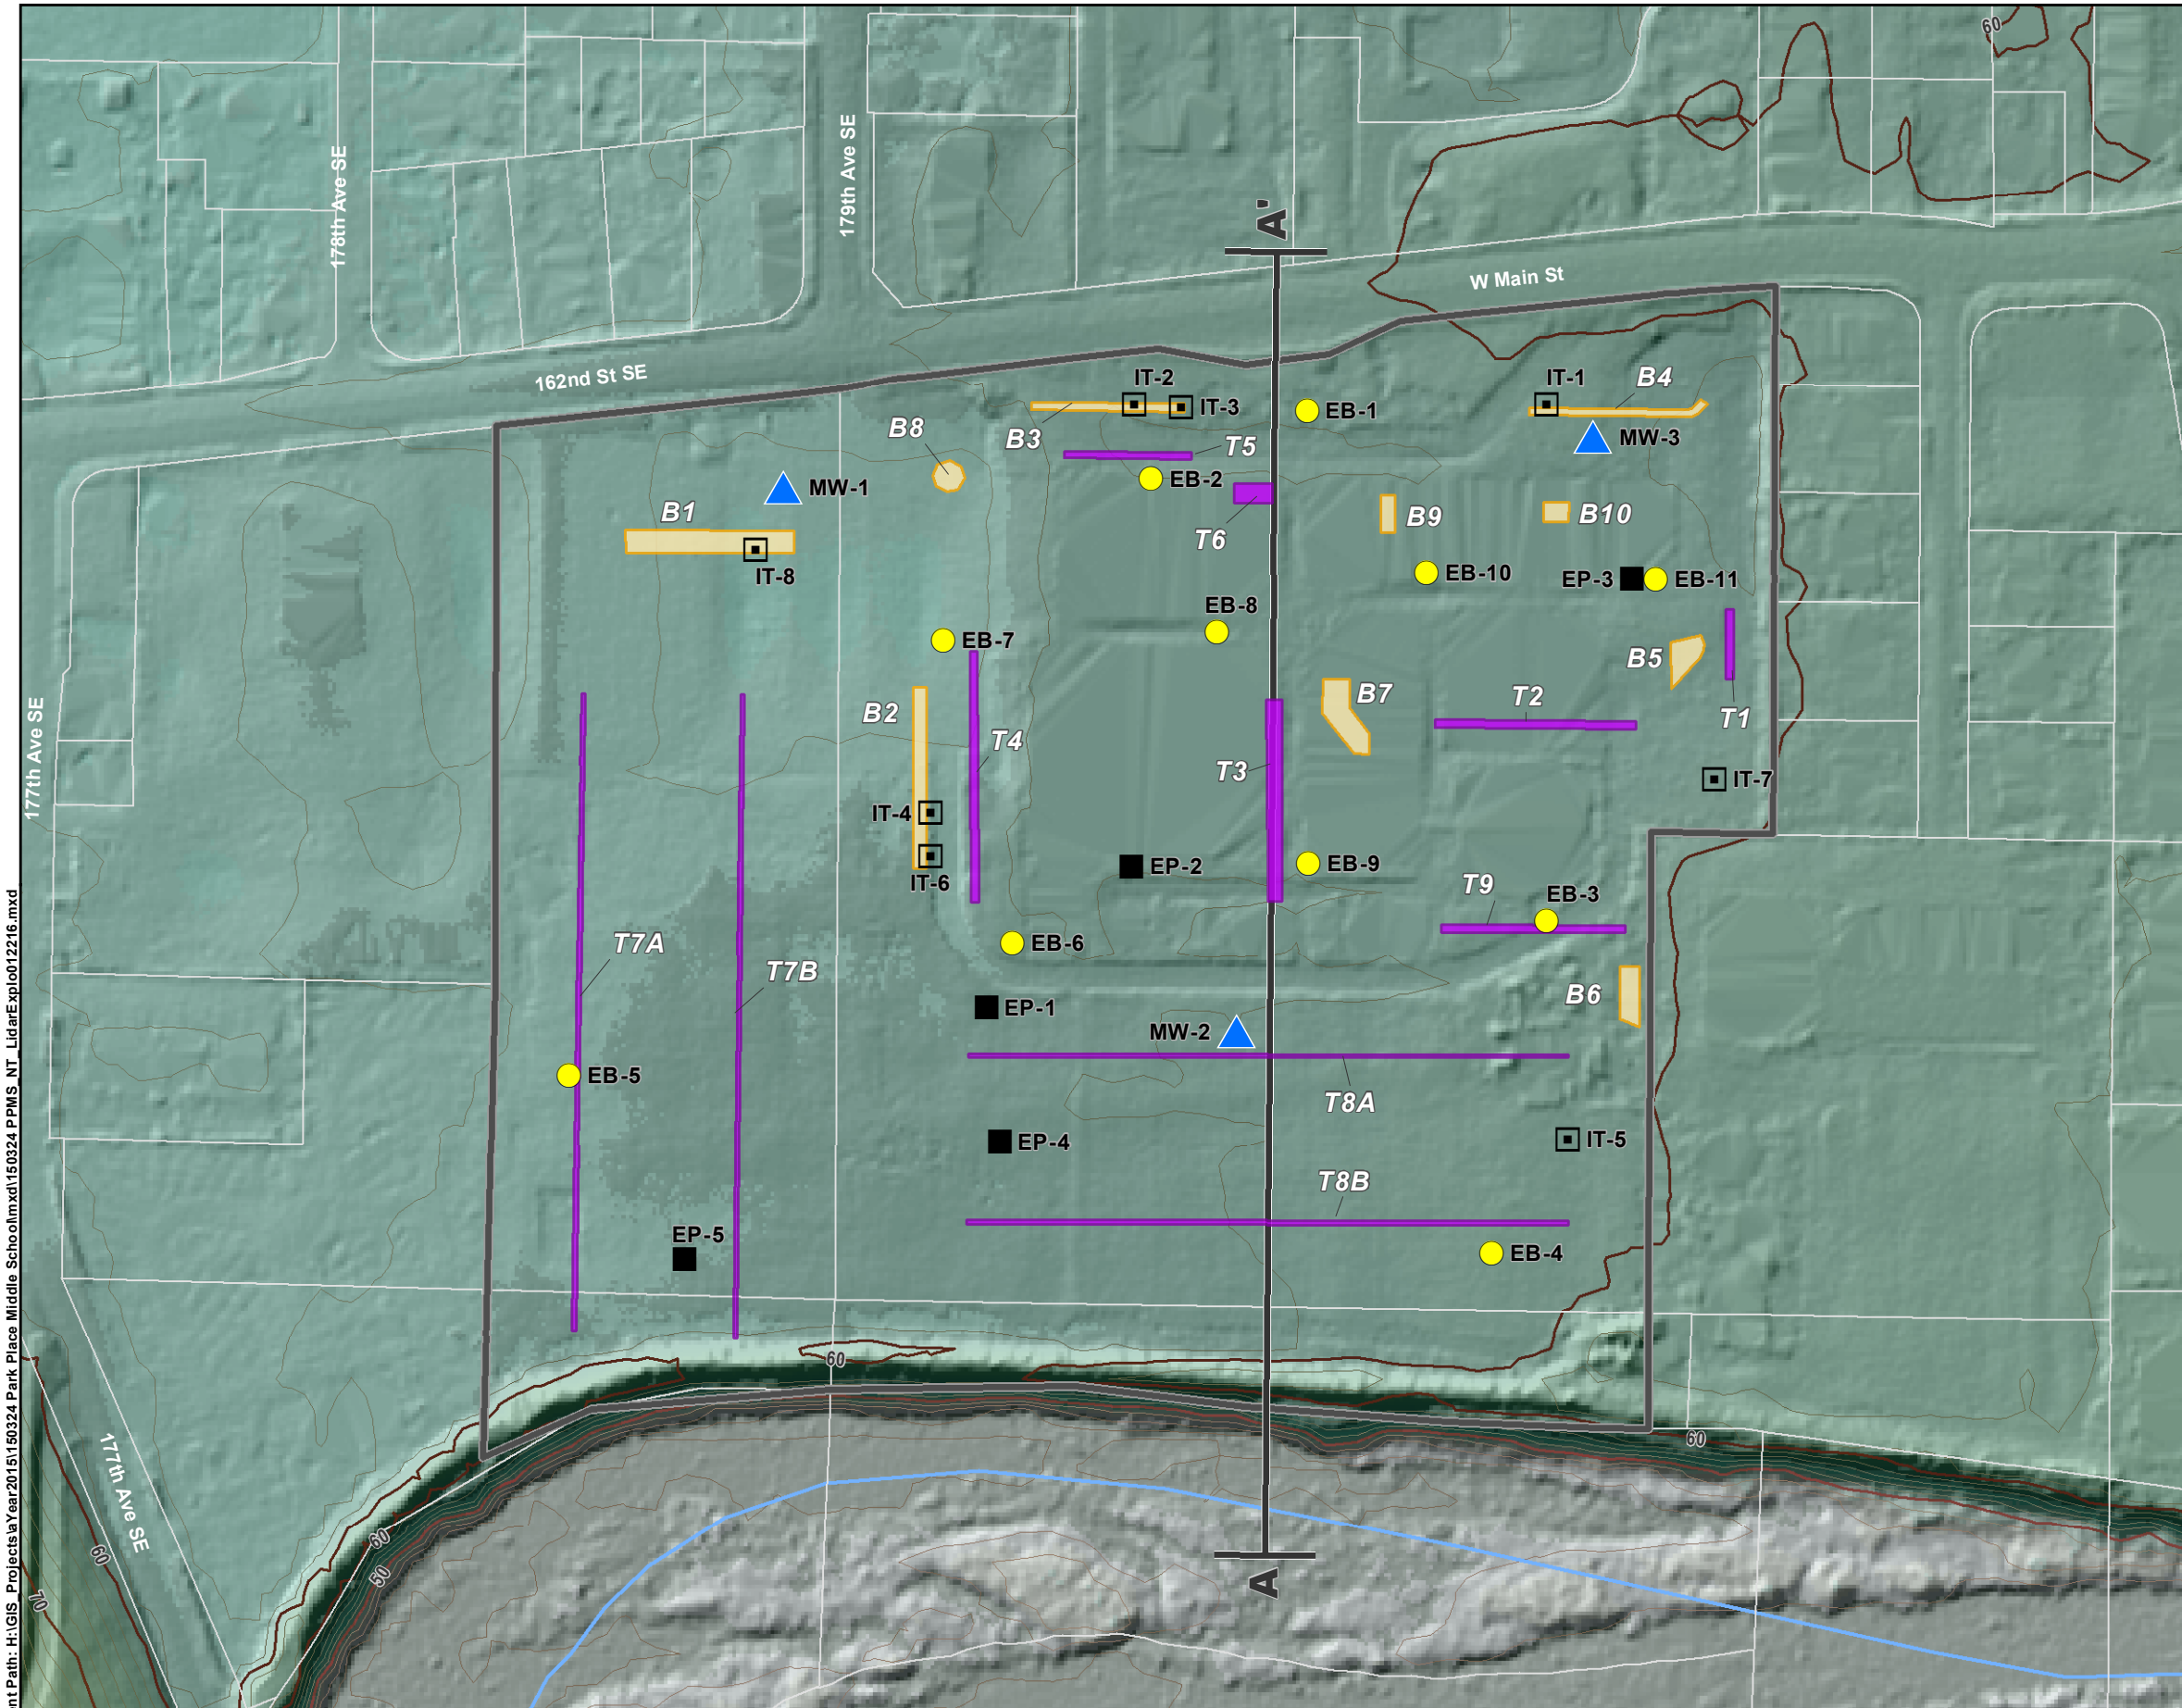 60
178th Ave SE
179th Ave SE
A'
W Main St
162nd St SE
IT-2
IT-3
IT-1
B4
EB-1
B8
B3
T5
MW-3
EB-2
MW-1
B1
T6
B9
B10
IT-8
EB-10
EP-3
EB-11
EB-8
EB-7
B5
B7
T2
T1
B2
T4
T3
177th Ave SE
IT-7
IT-4
IT-6
EP-2
EB-9
T9
EB-3
T7A
EB-6
T7B
B6
EP-1
MW-2
EB-5
T8A
EP-4
IT-5
T8B
EP-5
EB-4
60
60
177th Ave SE
60
50
60
70
A
nt Path: H:\GIS_Projects\aYear2015\150324 Park Place Middle School\mxd\150324 PPMS_NT_LidarExplo012216.mxd